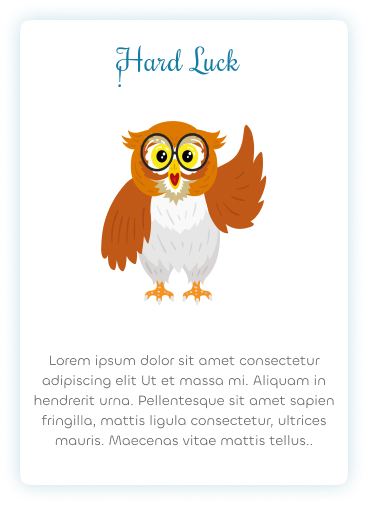 Hard Luck
!
Lorem ipsum dolor sit amet consectetur
adipiscing elit Ut et massa mi. Aliquam in
hendrerit urna. Pellentesque sit amet sapien
fringilla, mattis ligula consectetur, ultrices
mauris. Maecenas vitae mattis tellus..